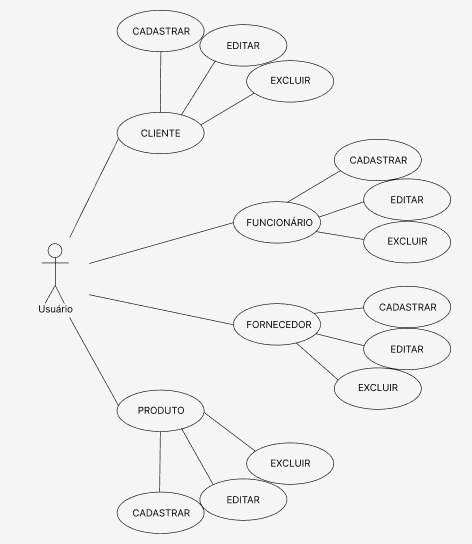 CADASTRAR
EDITAR
EXCLUIR
CLIENTE
CADASTRAR
EDITAR
FUNCIONÁRIO
EXCLUIR
Usuário
CADASTRAR
FORNECEDOR
EDITAR
EXCLUIR
PRODUTO
EXCLUIR
EDITAR
CADASTRAR